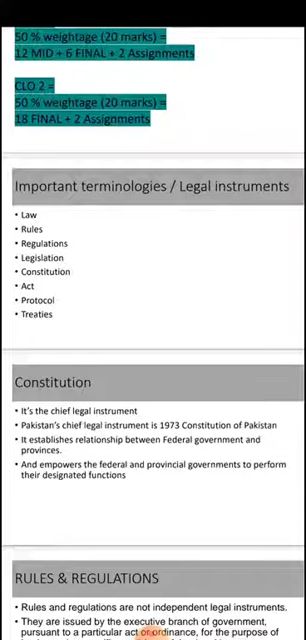 50 % weightage (20 marks) =
12 MID + 6 FINAL + 2 Assignments
CLO 2 =
50 % weightage (20 marks) =
18 FINAL + 2 Assignments
Important terminologies / Legal instruments
• Law
• Rules
• Regulations
• Legislation
• Constitution
• Act
• Protocol
• Treaties
Constitution
• It's the chief legal instrument
• Pakistan's chief legal instrument is 1973 Constitution of Pakistan
• It establishes relationship between Federal government and
provinces.
• And empowers the federal and provincial governments to perform
their designated functions
RULES & REGULATIONS
• Rules and regulations are not independent legal instruments.
• They are issued by the executive branch of government,
pursuant to a particular act or ordinance, for the purpose of